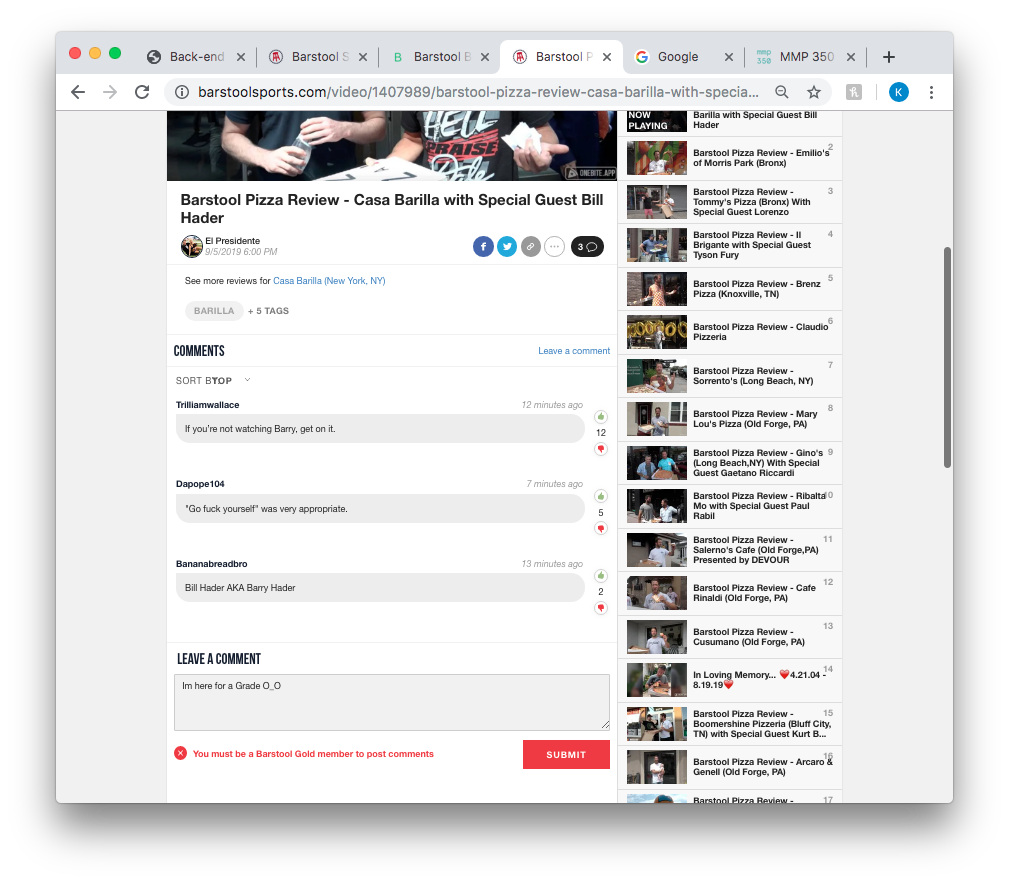 Back-end
Barstool S
Barstool B
Barstool P
Google
MMP 350
barstoolsports.com/video/1407989/barstool-pizza-review-casa-barilla-with-specia...
K
HELL
PRAISE
Dale
ONEBITE.APP
Barstool Pizza Review - Casa Barilla with Special Guest Bill
Hader
El Presidente
9/5/2019 6:00 PM
3
See more reviews for Casa Barilla (New York, NY)
BARILLA + 5 TAGS
COMMENTS
Leave a comment
SORT BY TOP
Trilliamwallace
12 minutes ago
If you're not watching Barry, get on it.
12
Dapope104
7 minutes ago
"Go fuck yourself" was very appropriate.
5
Bananabreadbro
13 minutes ago
Bill Hader AKA Barry Hader
2
LEAVE A COMMENT
Im here for a Grade O_O
You must be a Barstool Gold member to post comments
SUBMIT
NOW
PLAYING
Barilla with Special Guest Bill
Hader
2
Barstool Pizza Review - Emilio's
of Morris Park (Bronx)
3
Barstool Pizza Review -
Tommy's Pizza (Bronx) With
Special Guest Lorenzo
4
Barstool Pizza Review - Il
Brigante with Special Guest
Tyson Fury
5
Barstool Pizza Review - Brenz
Pizza (Knoxville, TN)
6
Barstool Pizza Review - Claudio
Pizzeria
7
Barstool Pizza Review -
Sorrento's (Long Beach, NY)
8
Barstool Pizza Review - Mary
Lou's Pizza (Old Forge, PA)
9
Barstool Pizza Review - Gino's
(Long Beach,NY) With Special
Guest Gaetano Riccardi
10
Barstool Pizza Review - Ribalta
Mo with Special Guest Paul
Rabil
11
Barstool Pizza Review -
Salerno's Cafe (Old Forge,PA)
Presented by DEVOUR
12
Barstool Pizza Review - Cafe
Rinaldi (Old Forge, PA)
13
Barstool Pizza Review -
Cusumano (Old Forge, PA)
14
In Loving Memory... ❤️4.21.04 -
8.19.19❤️
15
Barstool Pizza Review -
Boomershine Pizzeria (Bluff City,
TN) with Special Guest Kurt B...
16
Barstool Pizza Review - Arcaro &
Genell (Old Forge, PA)
17
Barstool Pizza Review -